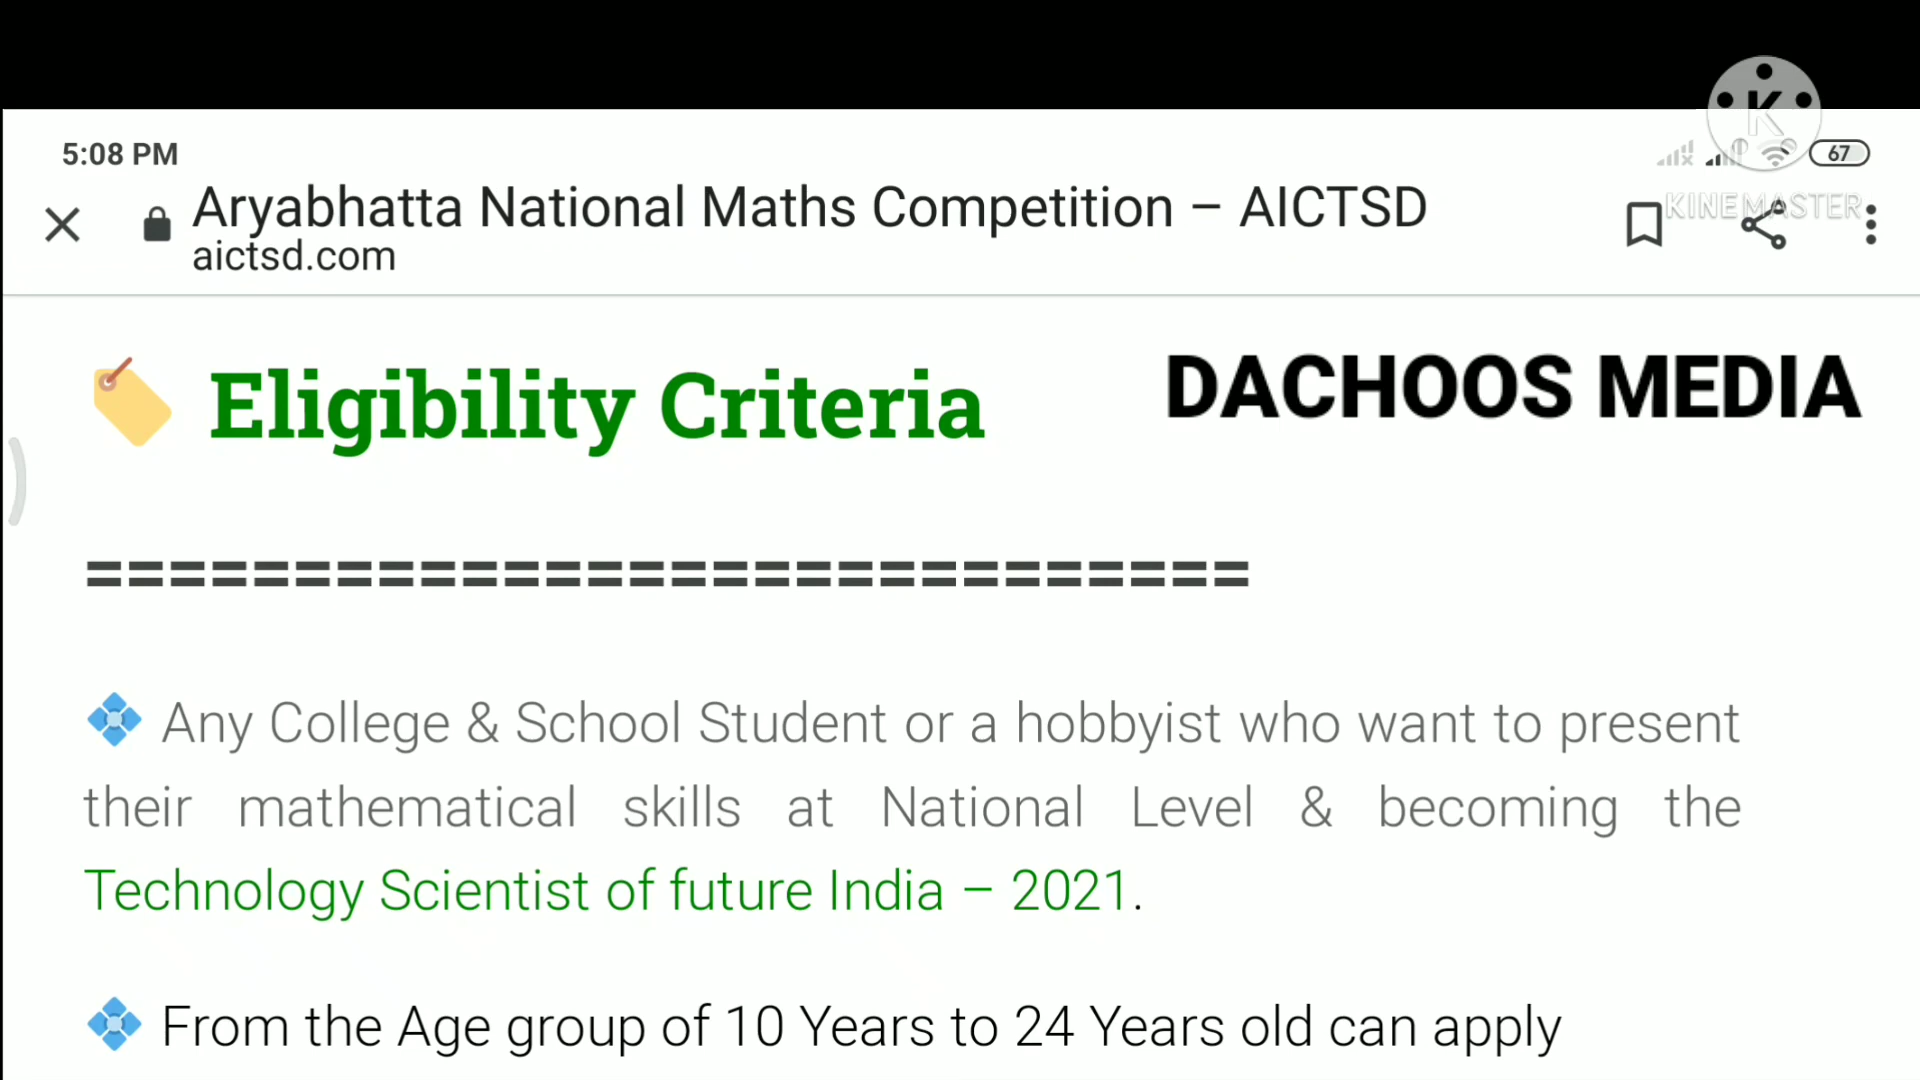 K
KINEMASTER
5:08 PM
67
Aryabhatta National Maths Competition – AICTSD
aictsd.com
Eligibility Criteria
DACHOOS MEDIA
============================
Any College & School Student or a hobbyist who want to present
their mathematical skills at National Level & becoming the
Technology Scientist of future India – 2021.
From the Age group of 10 Years to 24 Years old can apply